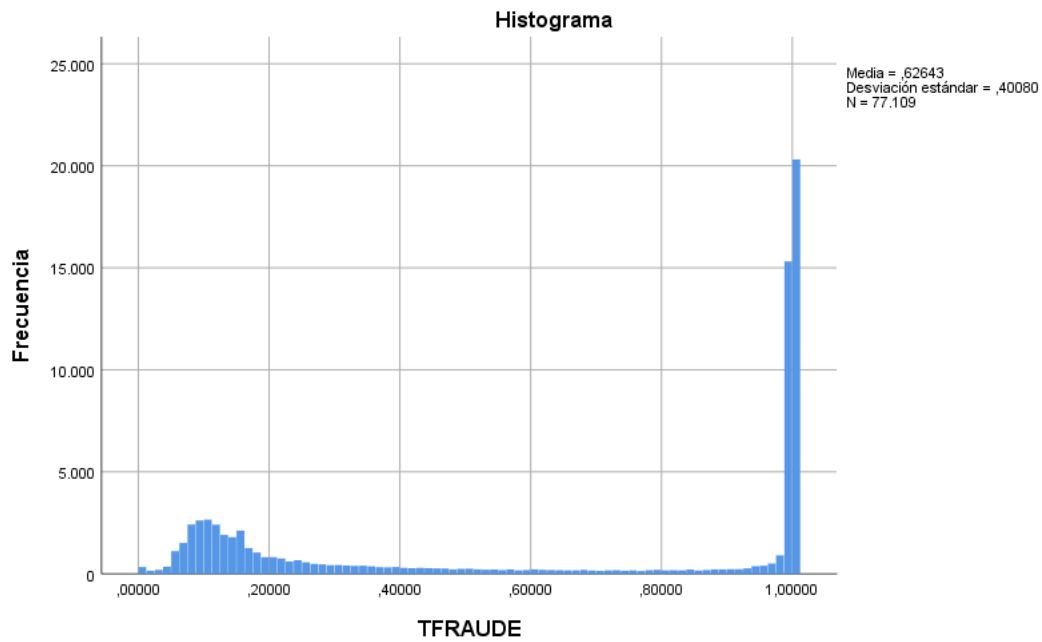 Histograma
Media = ,62643
Desviación estándar = ,40080
N = 77.109
Frecuencia
25.000
20.000
15.000
10.000
5.000
0
,00000 ,20000 ,40000 ,60000 ,80000 1,00000
TFRAUDE